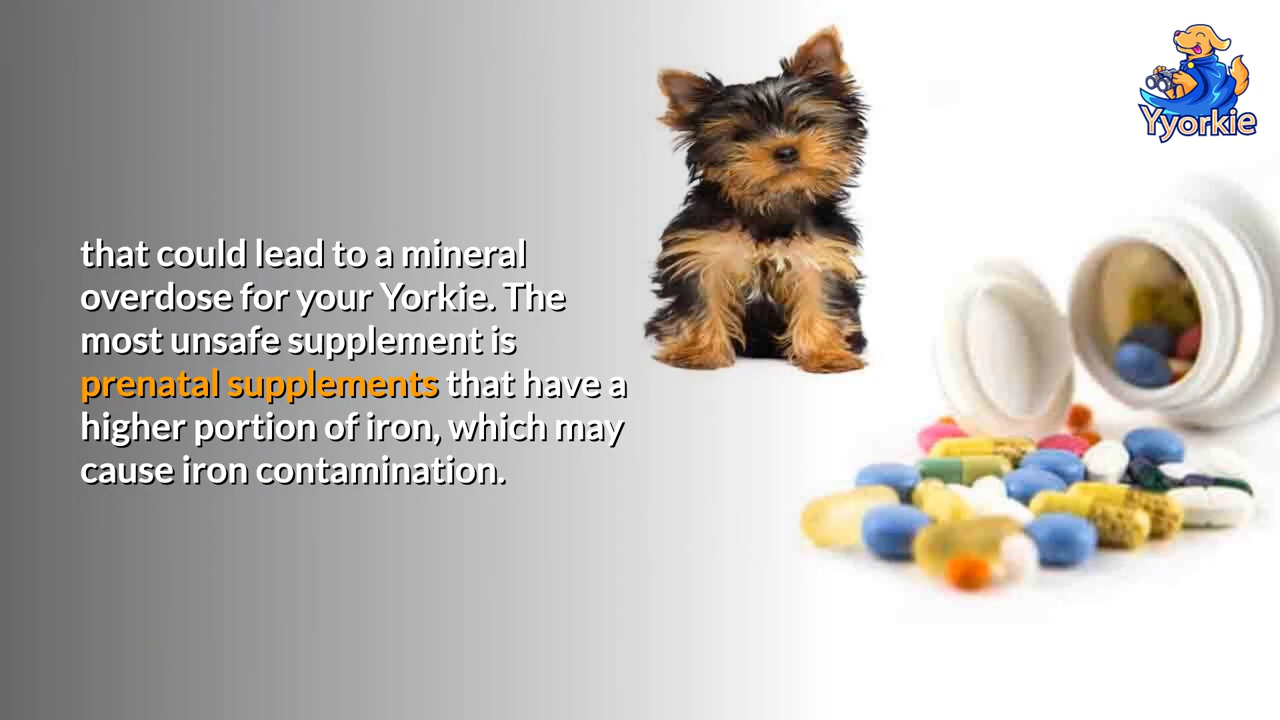 Yyorkie
that could lead to a mineral
overdose for your Yorkie. The
most unsafe supplement is
prenatal supplements that have a
higher portion of iron, which may
cause iron contamination.